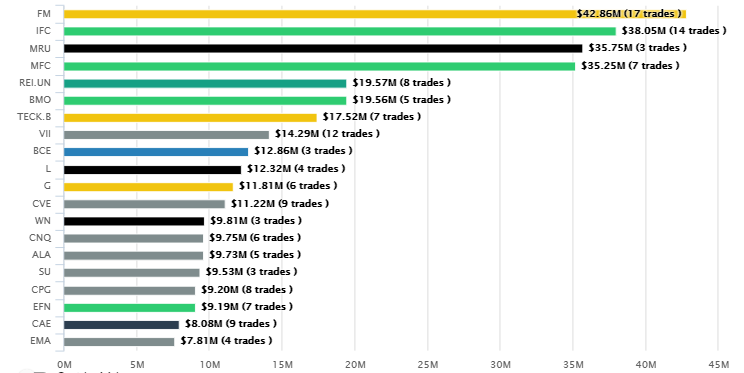 FM $42.86M (17 trades )
IFC $38.05M (14 trades )
MRU $35.75M (3 trades )
MFC $35.25M (7 trades )
REI.UN $19.57M (8 trades )
BMO $19.56M (5 trades )
TECK.B $17.52M (7 trades )
VII $14.29M (12 trades )
BCE $12.86M (3 trades )
L $12.32M (4 trades )
G $11.81M (6 trades )
CVE $11.22M (9 trades )
WN $9.81M (3 trades )
CNQ $9.75M (6 trades )
ALA $9.73M (5 trades )
SU $9.53M (3 trades )
CPG $9.20M (8 trades )
EFN $9.19M (7 trades )
CAE $8.08M (9 trades )
EMA $7.81M (4 trades )
0M 5M 10M 15M 20M 25M 30M 35M 40M 45M